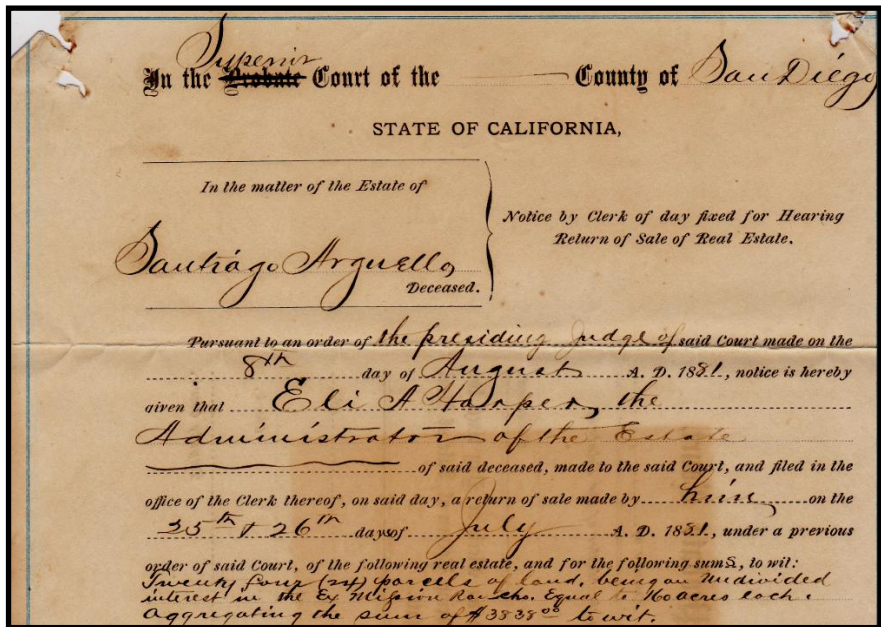 Superior
In the Probate Court of the County of San Diego
STATE OF CALIFORNIA,
In the matter of the Estate of
Santiago Arguello,
Deceased.
Notice by Clerk of day fixed for Hearing
Return of Sale of Real Estate.
Pursuant to an order of the presiding Judge of said Court made on the
8th day of August A. D. 1881, notice is hereby
given that Eli A Harper, the
Administrator of the Estate
of said deceased, made to the said Court, and filed in the
office of the Clerk thereof, on said day, a return of sale made by him on the
25th & 26th days of July A. D. 1881, under a previous
order of said Court, of the following real estate, and for the following sums, to wit:
Twenty four (24) parcels of land, being an undivided
interest in the Ex Mission Rancho. Equal to 160 acres each.
Aggregating the sum of $3838.00 to wit.